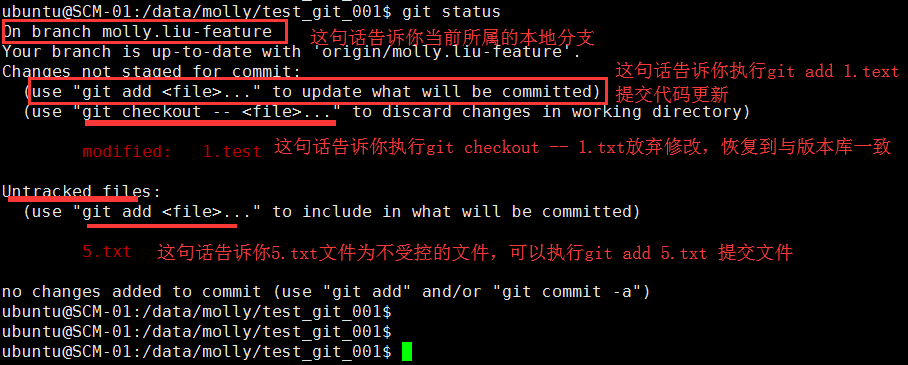 ubuntu@SCM-01:/data/molly/test_git_001$ git status
On branch molly.liu-feature 这句话告诉你当前所属的本地分支
Your branch is up-to-date with 'origin/molly.liu-feature'.
Changes not staged for commit:
这句话告诉你执行git add 1.text
(use "git add <file>..." to update what will be committed)
提交代码更新
(use "git checkout -- <file>..." to discard changes in working directory)
modified: 1.test 这句话告诉你执行git checkout -- 1.txt放弃修改，恢复到与版本库一致
Untracked files:
(use "git add <file>..." to include in what will be committed)
5.txt 这句话告诉你5.txt文件为不受控的文件，可以执行git add 5.txt 提交文件
no changes added to commit (use "git add" and/or "git commit -a")
ubuntu@SCM-01:/data/molly/test_git_001$
ubuntu@SCM-01:/data/molly/test_git_001$
ubuntu@SCM-01:/data/molly/test_git_001$